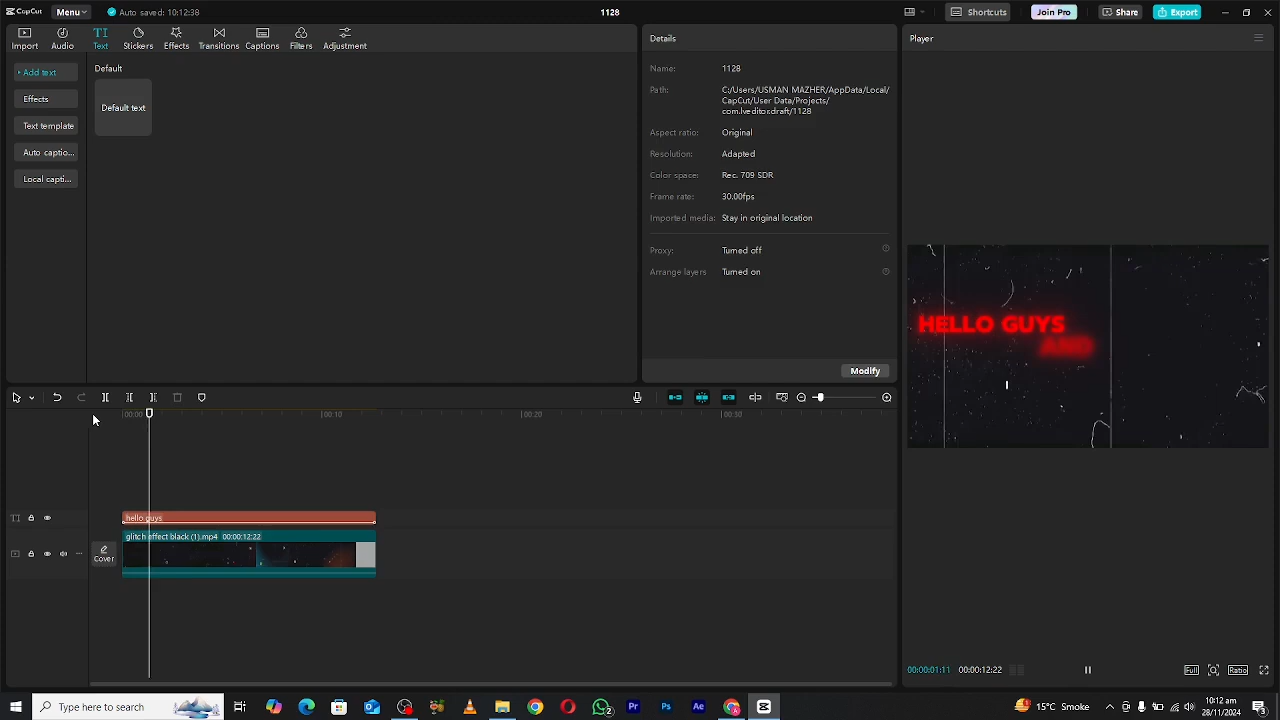 CapCut
Menu
Auto saved: 10:12:38
1128
Shortcuts
Join Pro
Share
Export
Import
Audio
Text
Stickers
Effects
Transitions
Captions
Filters
Adjustment
Details
Player
Add text
Effects
Text template
Auto captio...
Local capti...
Default
Default text
Name:
1128
Path:
C:/Users/USMAN MAZHER/AppData/Local/
CapCut/User Data/Projects/
com.lveditor.draft/1128
Aspect ratio:
Original
Resolution:
Adapted
Color space:
Rec. 709 SDR
Frame rate:
30.00fps
Imported media:
Stay in original location
Proxy:
Turned off
Arrange layers
Turned on
Modify
HELLO GUYS
AND
00:00
00:10
00:20
00:30
hello guys
glitch effect black (1).mp4 00:00:12:22
Cover
00:00:01:11
00:00:12:22
Full
Ratio
Type here to search
15°C Smoke
10:12 am
28/11/2024